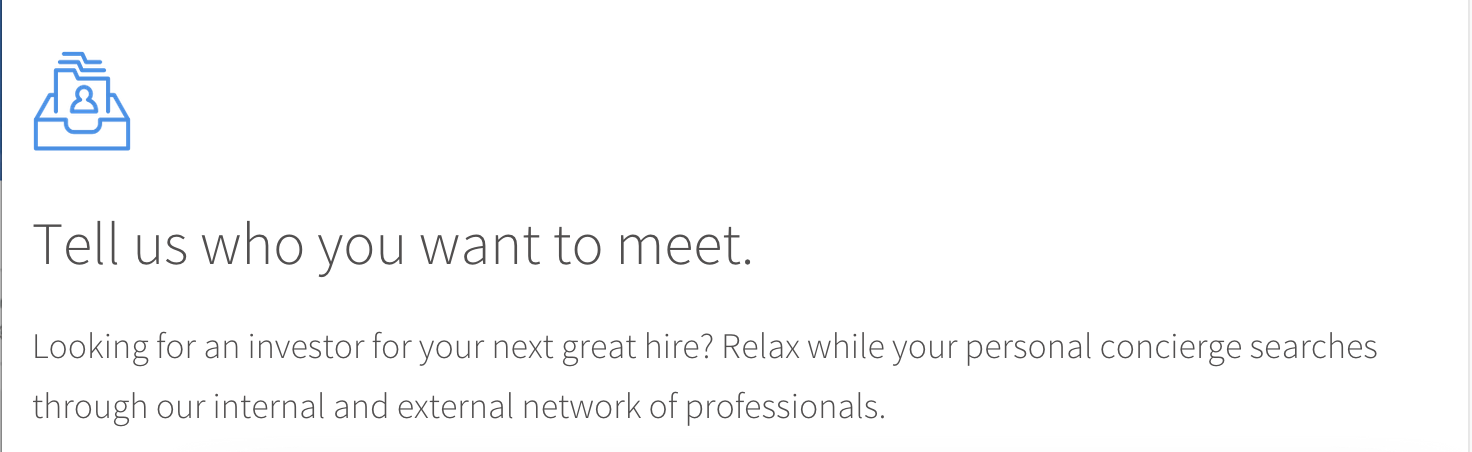 Tell us who you want to meet.
Looking for an investor for your next great hire? Relax while your personal concierge searches
through our internal and external network of professionals.